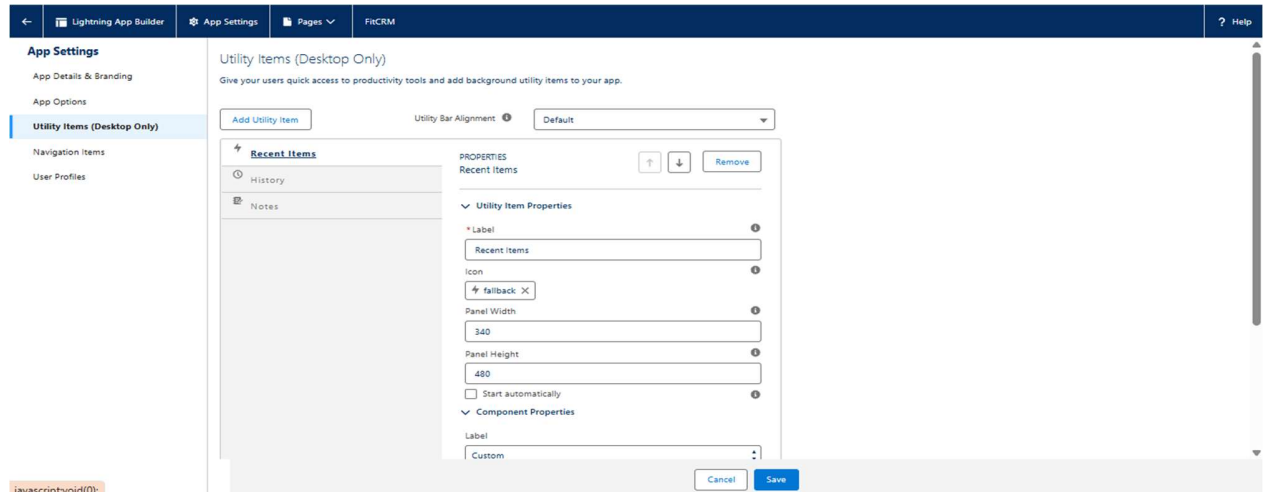 Lightning App Builder App Settings Pages FitCRM ? Help
App Settings
App Details & Branding
App Options
Utility Items (Desktop Only)
Navigation Items
User Profiles
Utility Items (Desktop Only)
Give your users quick access to productivity tools and add background utility items to your app.
Add Utility Item Utility Bar Alignment Default
Recent Items
History
Notes
PROPERTIES
Recent Items
Remove
Utility Item Properties
* Label
Recent Items
Icon
fallback
Panel Width
340
Panel Height
480
Start automatically
Component Properties
Label
Custom
Cancel Save
javascript:void(0);